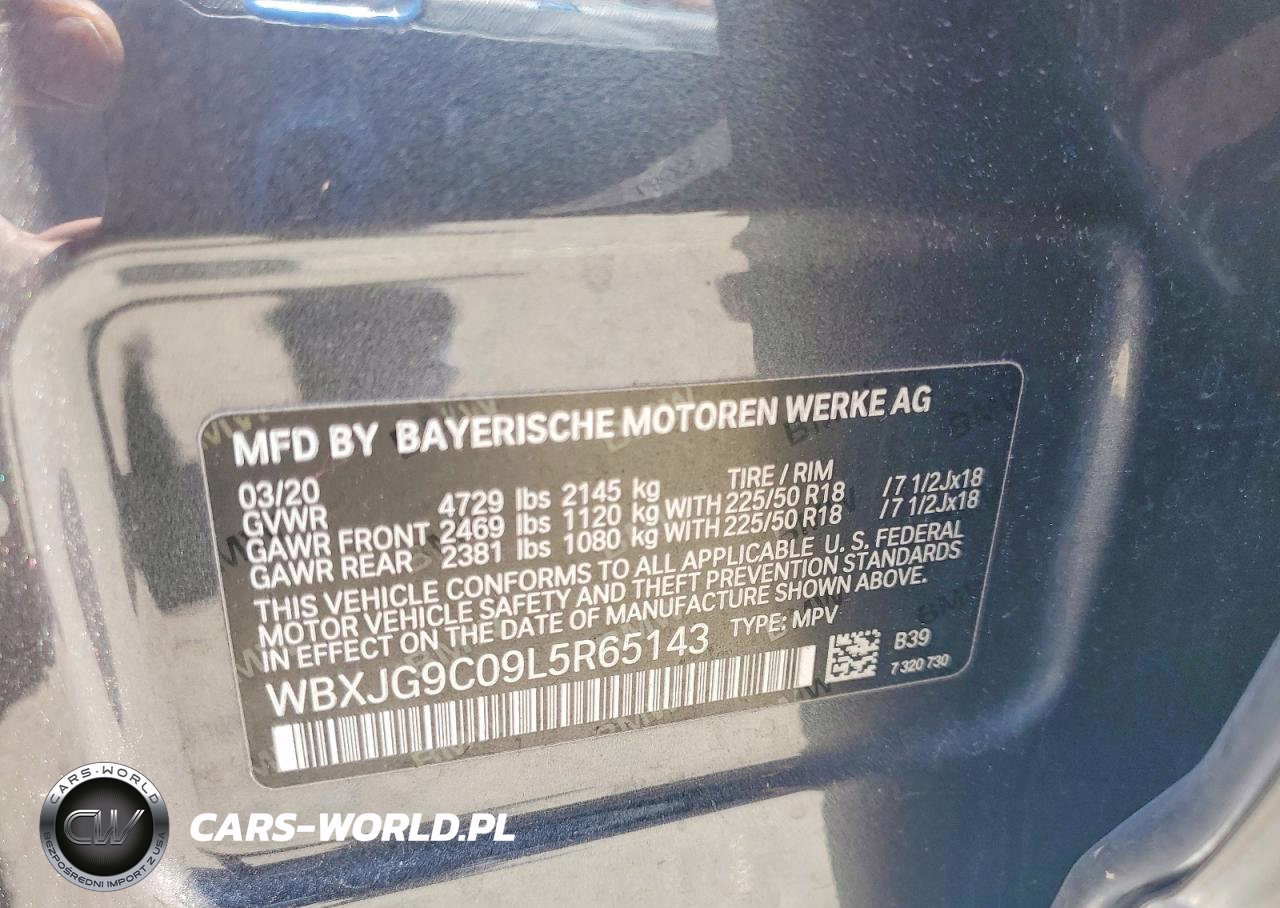 MFD BY BAYERISCHE MOTOREN WERKE AG
03/20 TIRE / RIM
GVWR 4729 lbs 2145 kg
GAWR FRONT 2469 lbs 1120 kg WITH 225/50 R18 /7 1/2Jx18
GAWR REAR 2381 lbs 1080 kg WITH 225/50 R18 /7 1/2Jx18
THIS VEHICLE CONFORMS TO ALL APPLICABLE U. S. FEDERAL
MOTOR VEHICLE SAFETY AND THEFT PREVENTION STANDARDS
IN EFFECT ON THE DATE OF MANUFACTURE SHOWN ABOVE.
WBXJG9C09L5R65143 TYPE: MPV
B39
7 320 730
CARS-WORLD
CW
BEZPOŚREDNI IMPORT Z USA
CARS-WORLD.PL